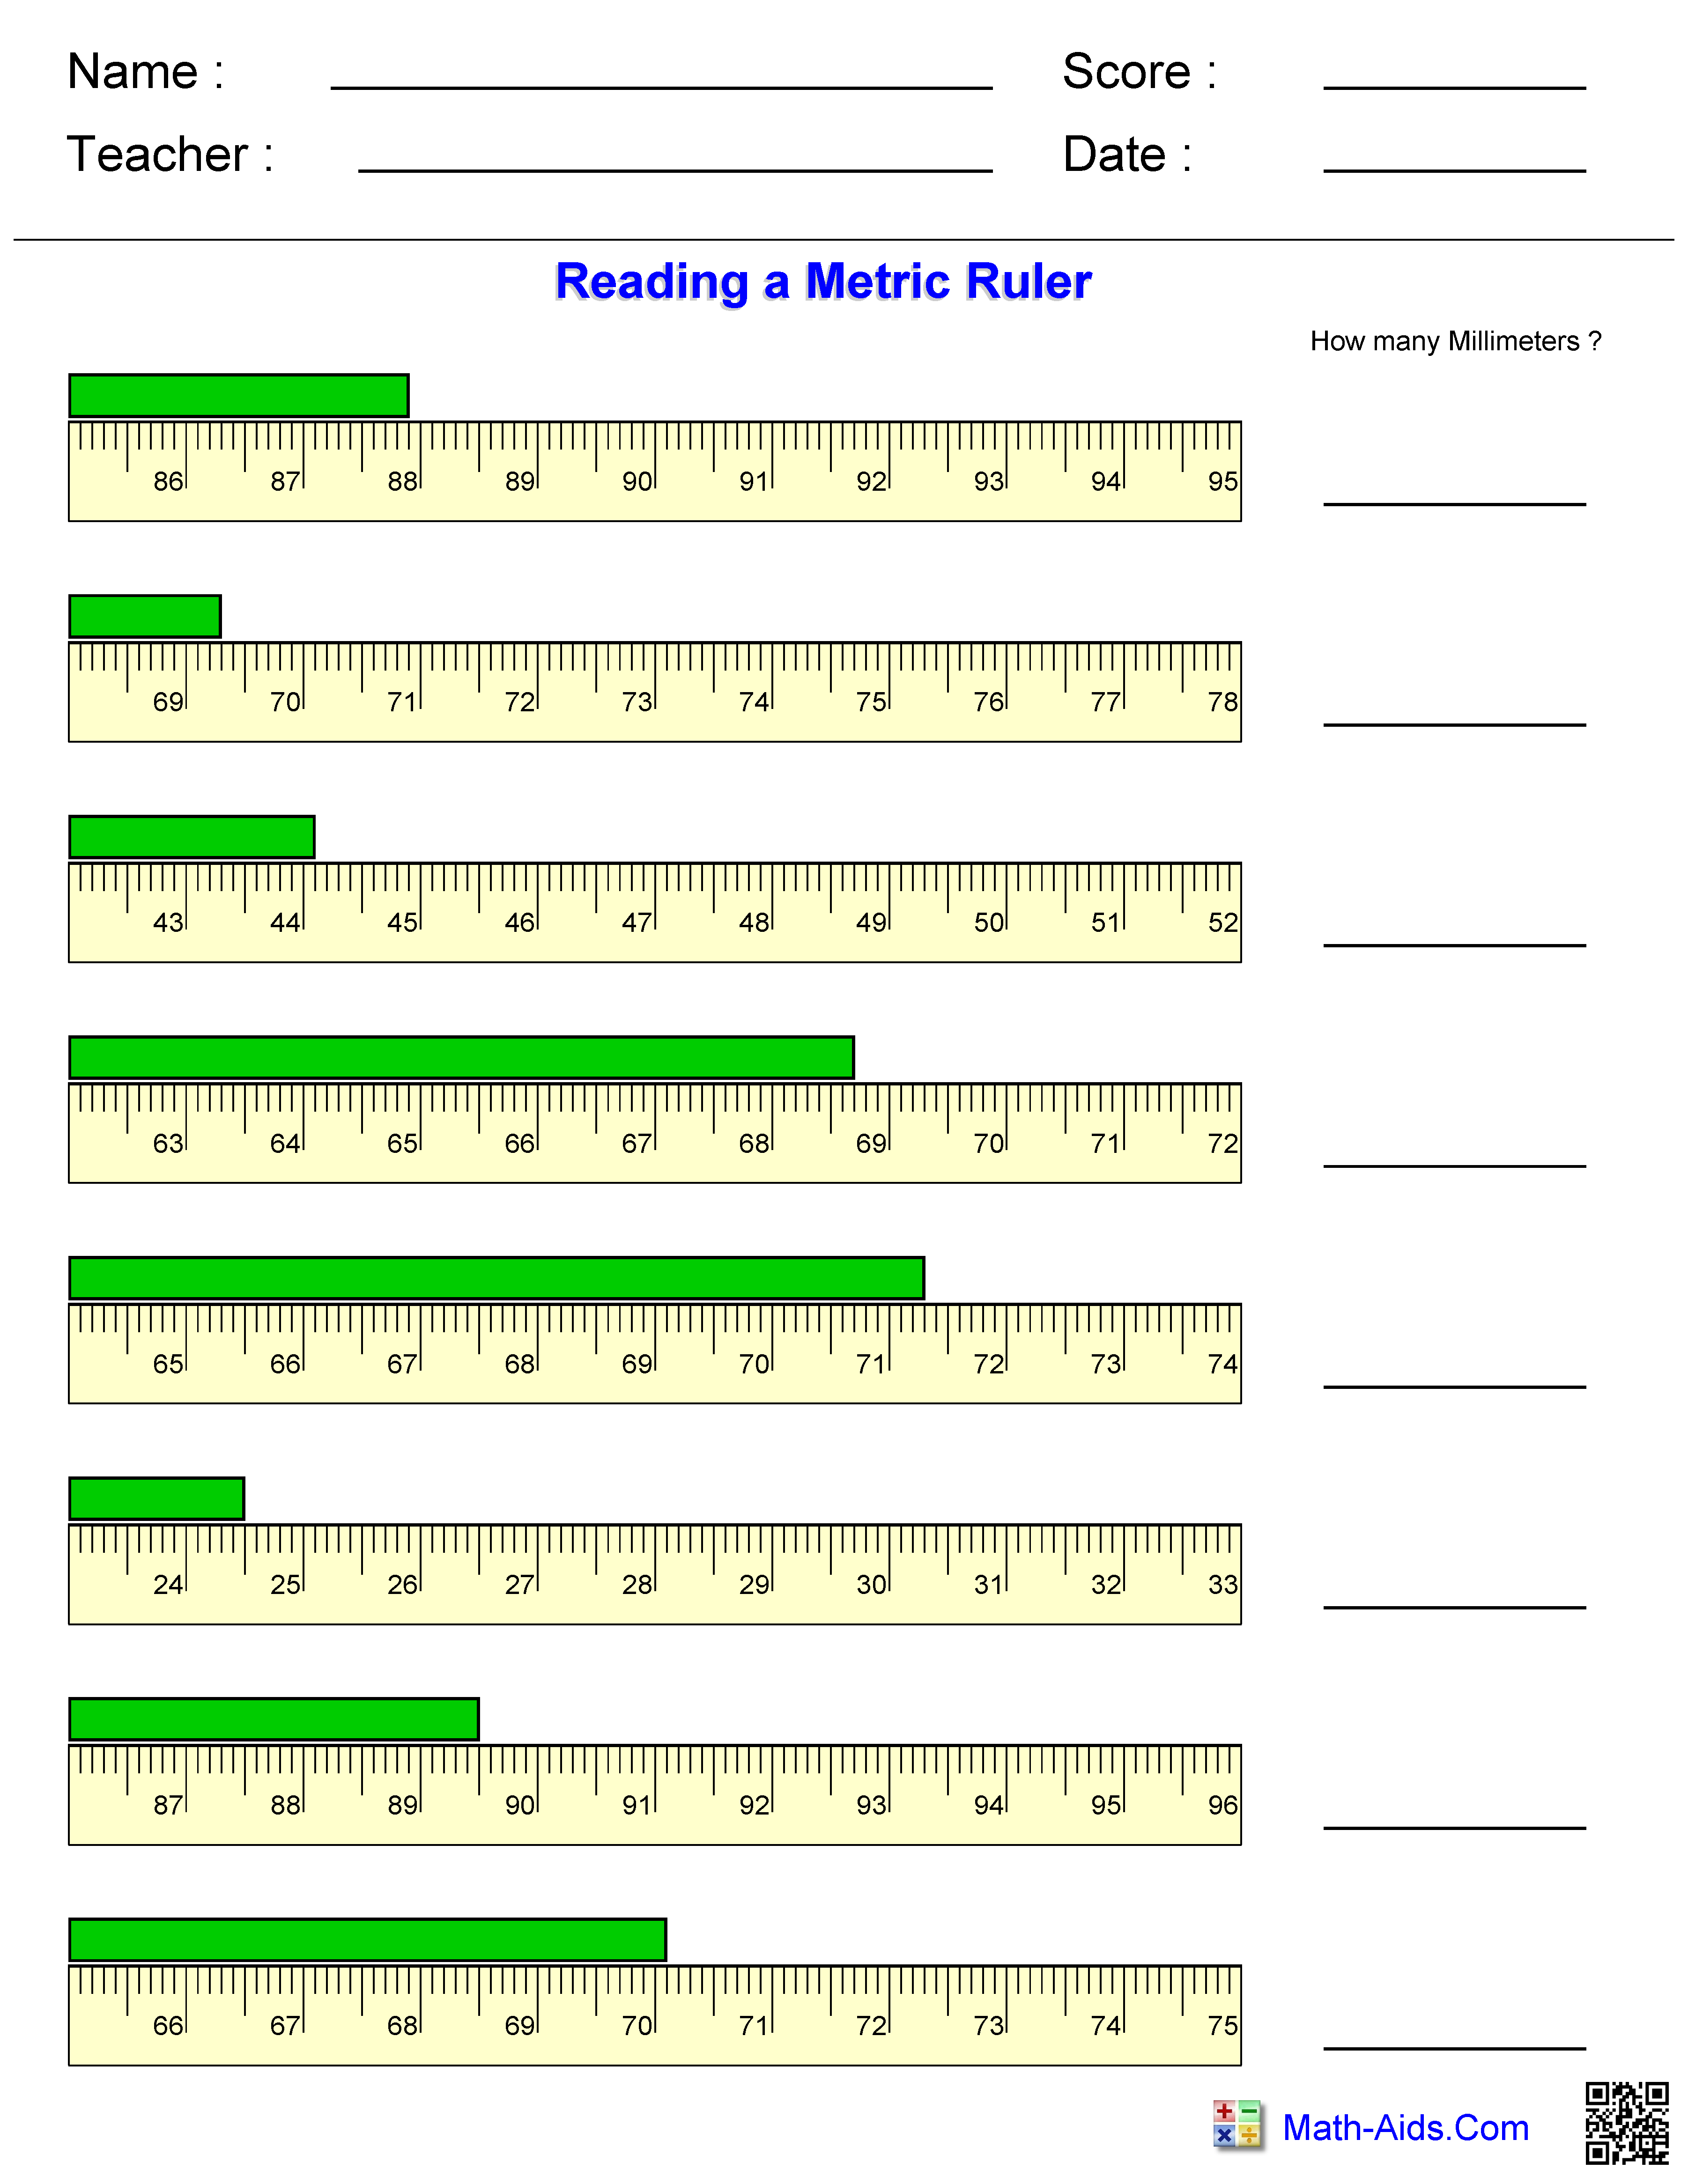 Name : Score :
Teacher : Date :
Reading a Metric Ruler
How many Millimeters ?
86 87 88 89 90 91 92 93 94 95
69 70 71 72 73 74 75 76 77 78
43 44 45 46 47 48 49 50 51 52
63 64 65 66 67 68 69 70 71 72
65 66 67 68 69 70 71 72 73 74
24 25 26 27 28 29 30 31 32 33
87 88 89 90 91 92 93 94 95 96
66 67 68 69 70 71 72 73 74 75
Math-Aids.Com